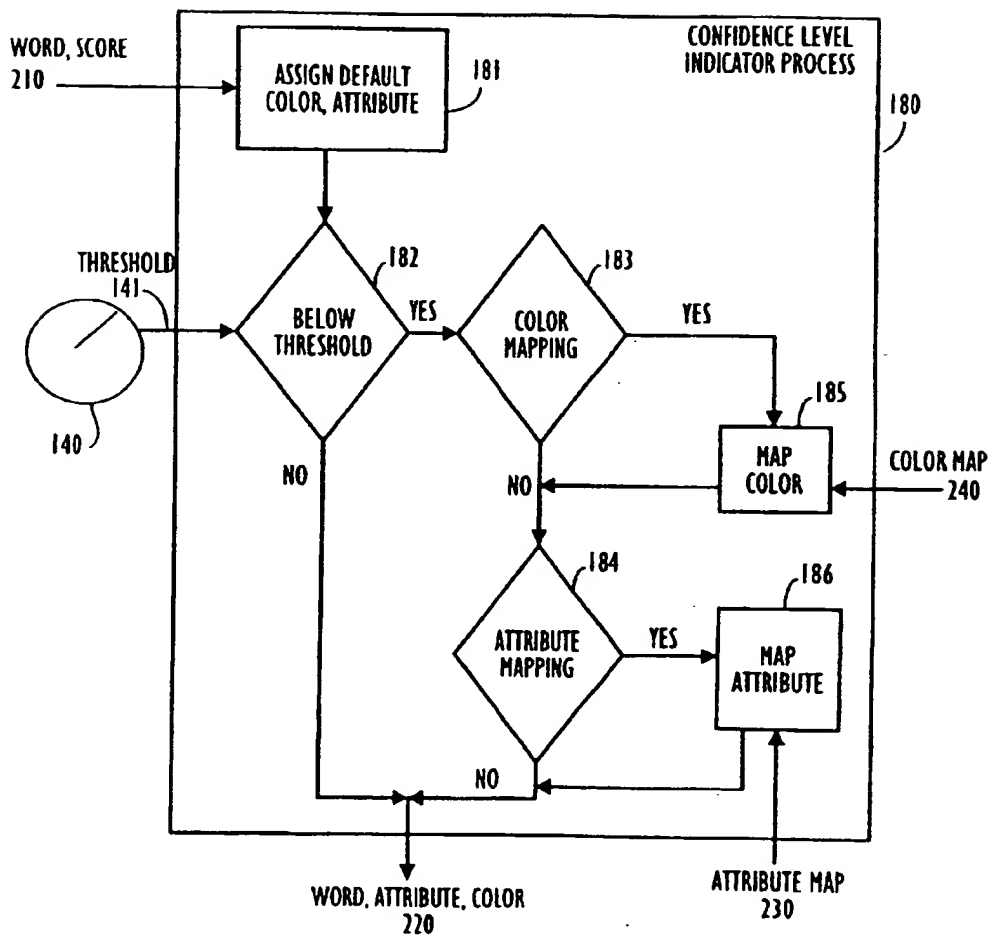 CONFIDENCE LEVEL
INDICATOR PROCESS
WORD, SCORE
210
ASSIGN DEFAULT
COLOR, ATTRIBUTE
181
180
THRESHOLD
141
182
BELOW
THRESHOLD
YES
183
COLOR
MAPPING
YES
140
185
MAP
COLOR
COLOR MAP
240
NO
NO
184
ATTRIBUTE
MAPPING
YES
186
MAP
ATTRIBUTE
NO
WORD, ATTRIBUTE, COLOR
220
ATTRIBUTE MAP
230